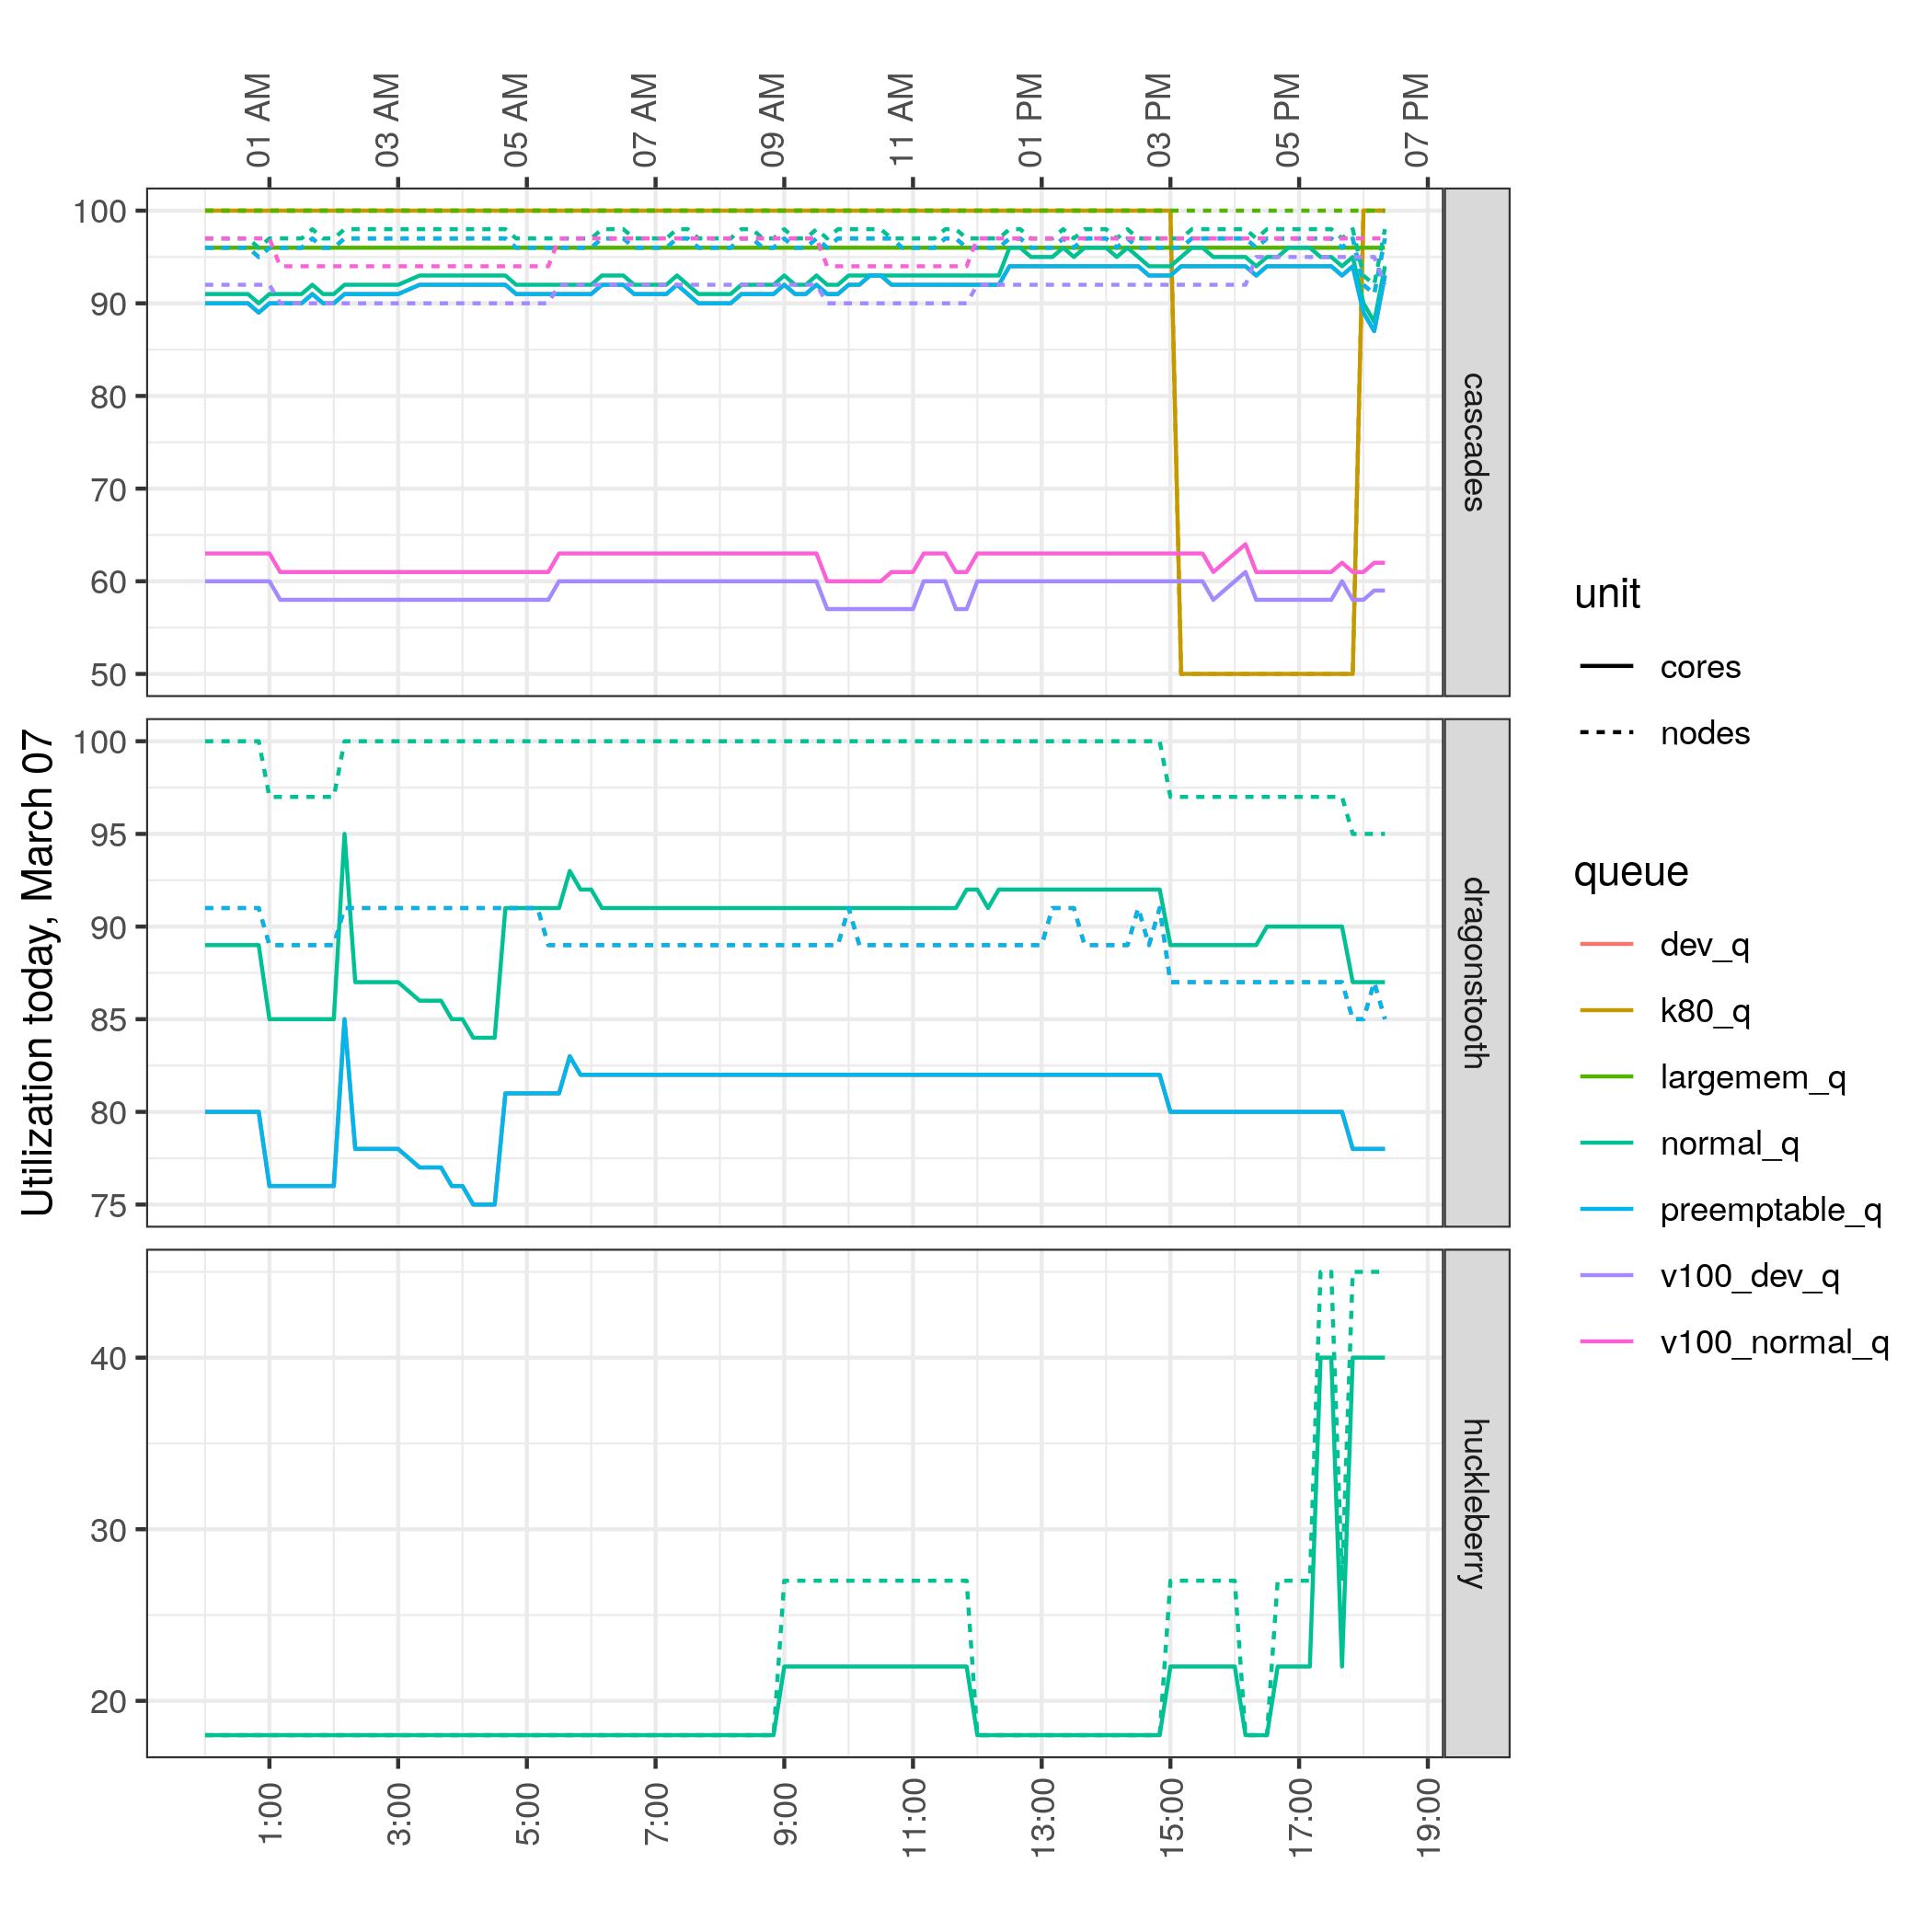 01 AM
03 AM
05 AM
07 AM
09 AM
11 AM
01 PM
03 PM
05 PM
07 PM
Utilization today, March 07
100
90
80
70
60
50
cascades
100
95
90
85
80
75
dragonstooth
40
30
20
huckleberry
1:00
3:00
5:00
7:00
9:00
11:00
13:00
15:00
17:00
19:00
unit
cores
nodes
queue
dev_q
k80_q
largemem_q
normal_q
preemptable_q
v100_dev_q
v100_normal_q